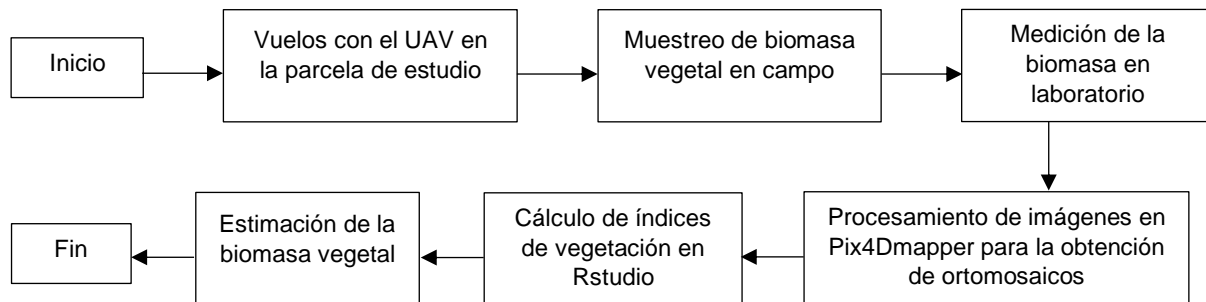 Inicio
Vuelos con el UAV en
la parcela de estudio
Muestreo de biomasa
vegetal en campo
Medición de la
biomasa en
laboratorio
Procesamiento de imágenes en
Pix4Dmapper para la obtención
de ortomosaicos
Cálculo de índices
de vegetación en
Rstudio
Estimación de la
biomasa vegetal
Fin